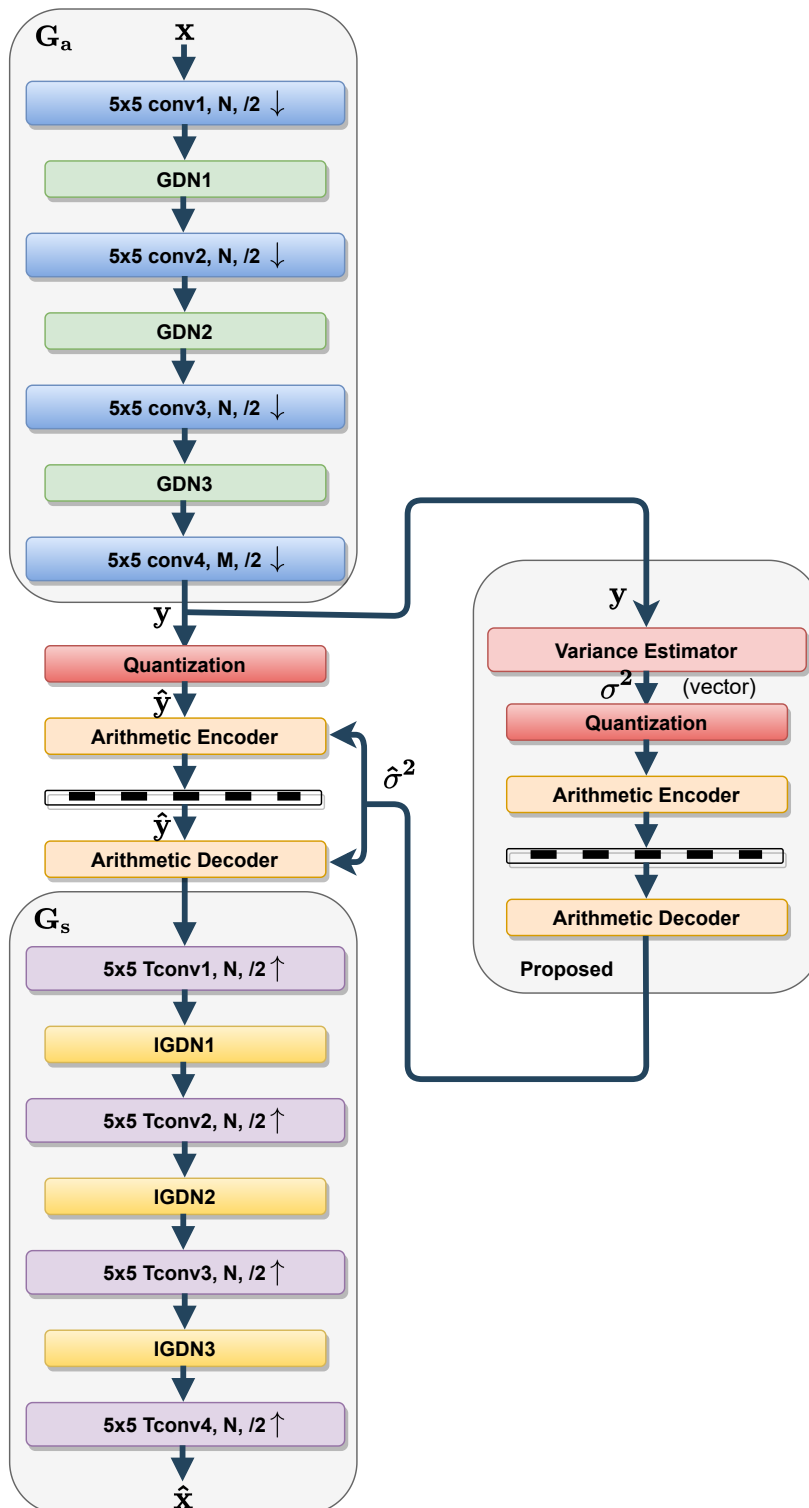 G_a
x
5x5 conv1, N, /2 ↓
GDN1
5x5 conv2, N, /2 ↓
GDN2
5x5 conv3, N, /2 ↓
GDN3
5x5 conv4, M, /2 ↓
y
Quantization
ŷ
Arithmetic Encoder
ŷ
Arithmetic Decoder
G_s
5x5 Tconv1, N, /2 ↑
IGDN1
5x5 Tconv2, N, /2 ↑
IGDN2
5x5 Tconv3, N, /2 ↑
IGDN3
5x5 Tconv4, N, /2 ↑
x̂
σ̂²
y
Variance Estimator
σ² (vector)
Quantization
Arithmetic Encoder
Arithmetic Decoder
Proposed